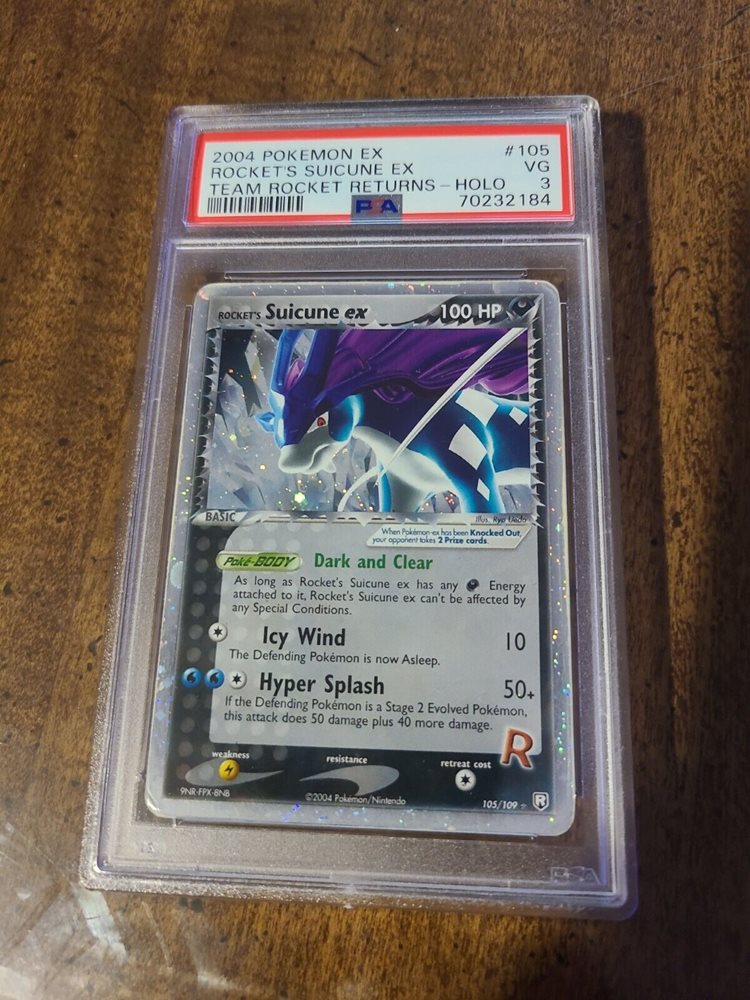 2004 POKEMON EX #105
ROCKET'S SUICUNE EX VG
TEAM ROCKET RETURNS - HOLO 3
PSA 70232184
ROCKET'S Suicune ex 100 HP
BASIC
Illus. Ryo Ueda
When Pokémon-ex has been Knocked Out,
your opponent takes 2 Prize cards.
Poké-BODY Dark and Clear
As long as Rocket's Suicune ex has any Energy
attached to it, Rocket's Suicune ex can't be affected by
any Special Conditions.
Icy Wind 10
The Defending Pokémon is now Asleep.
Hyper Splash 50+
If the Defending Pokémon is a Stage 2 Evolved Pokémon,
this attack does 50 damage plus 40 more damage.
R
weakness resistance retreat cost
9NR-FPX-8NB
©2004 Pokémon/Nintendo
105/109 R
PSA